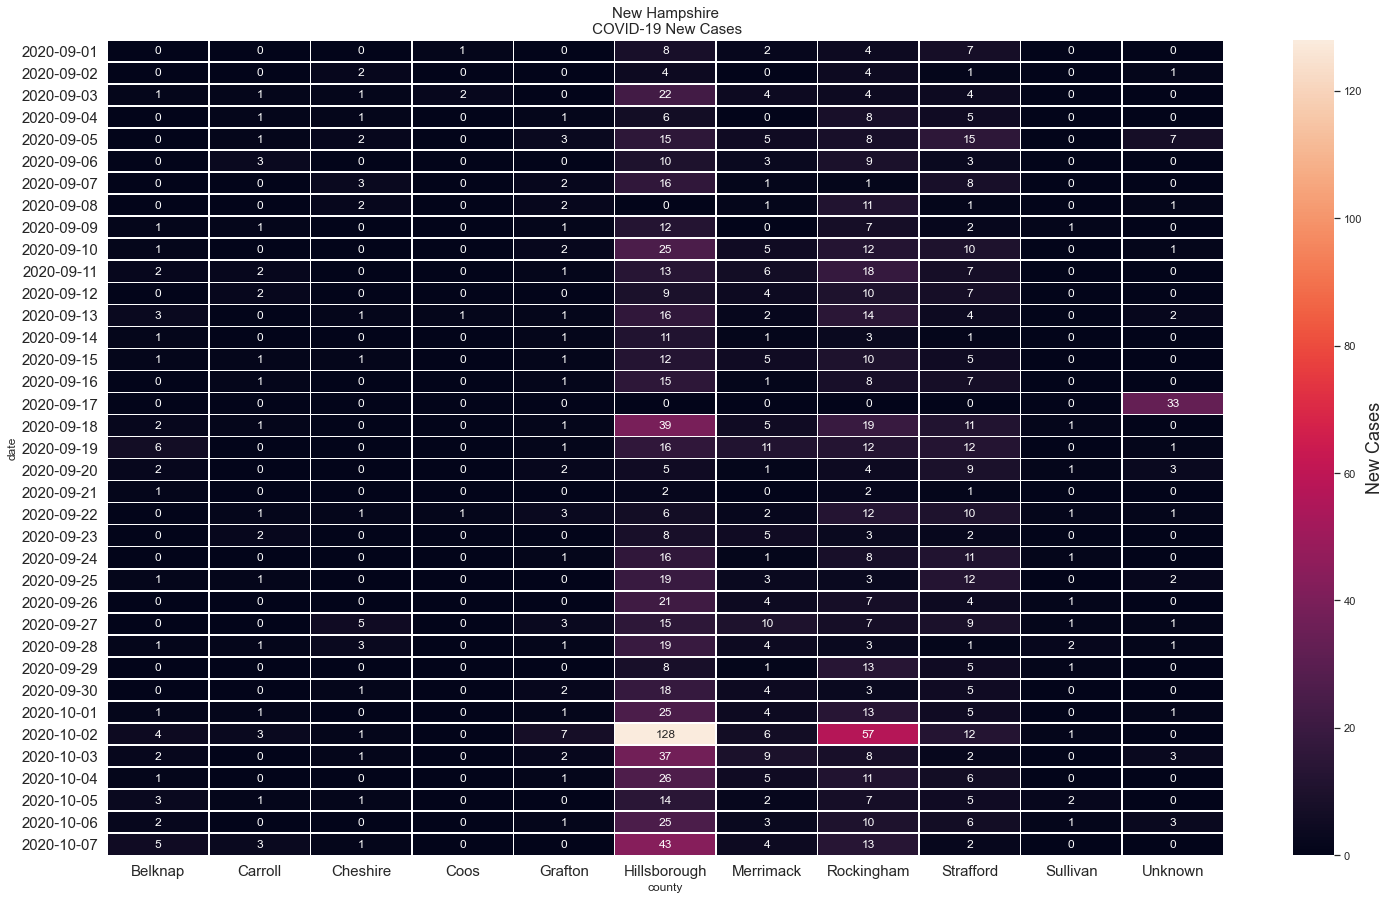 New Hampshire
COVID-19 New Cases
2020-09-01 0 0 0 1 0 8 2 4 7 0 0
2020-09-02 0 0 2 0 0 4 0 4 1 0 1
2020-09-03 1 1 1 2 0 22 4 4 4 0 0
2020-09-04 0 1 1 0 1 6 0 8 5 0 0
2020-09-05 0 1 2 0 3 15 5 8 15 0 7
2020-09-06 0 3 0 0 0 10 3 9 3 0 0
2020-09-07 0 0 3 0 2 16 1 1 8 0 0
2020-09-08 0 0 2 0 2 0 1 11 1 0 1
2020-09-09 1 1 0 0 1 12 0 7 2 1 0
2020-09-10 1 0 0 0 2 25 5 12 10 0 1
2020-09-11 2 2 0 0 1 13 6 18 7 0 0
2020-09-12 0 2 0 0 0 9 4 10 7 0 0
2020-09-13 3 0 1 1 1 16 2 14 4 0 2
2020-09-14 1 0 0 0 1 11 1 3 1 0 0
2020-09-15 1 1 1 0 1 12 5 10 5 0 0
2020-09-16 0 1 0 0 1 15 1 8 7 0 0
2020-09-17 0 0 0 0 0 0 0 0 0 0 33
2020-09-18 2 1 0 0 1 39 5 19 11 1 0
2020-09-19 6 0 0 0 1 16 11 12 12 0 1
2020-09-20 2 0 0 0 2 5 1 4 9 1 3
2020-09-21 1 0 0 0 0 2 0 2 1 0 0
2020-09-22 0 1 1 1 3 6 2 12 10 1 1
2020-09-23 0 2 0 0 0 8 5 3 2 0 0
2020-09-24 0 0 0 0 1 16 1 8 11 1 0
2020-09-25 1 1 0 0 0 19 3 3 12 0 2
2020-09-26 0 0 0 0 0 21 4 7 4 1 0
2020-09-27 0 0 5 0 3 15 10 7 9 1 1
2020-09-28 1 1 3 0 1 19 4 3 1 2 1
2020-09-29 0 0 0 0 0 8 1 13 5 1 0
2020-09-30 0 0 1 0 2 18 4 3 5 0 0
2020-10-01 1 1 0 0 1 25 4 13 5 0 1
2020-10-02 4 3 1 0 7 128 6 57 12 1 0
2020-10-03 2 0 1 0 2 37 9 8 2 0 3
2020-10-04 1 0 0 0 1 26 5 11 6 0 0
2020-10-05 3 1 1 0 0 14 2 7 5 2 0
2020-10-06 2 0 0 0 1 25 3 10 6 1 3
2020-10-07 5 3 1 0 0 43 4 13 2 0 0
date
Belknap Carroll Cheshire Coos Grafton Hillsborough Merrimack Rockingham Strafford Sullivan Unknown
county
120
100
80
60
40
20
0
New Cases